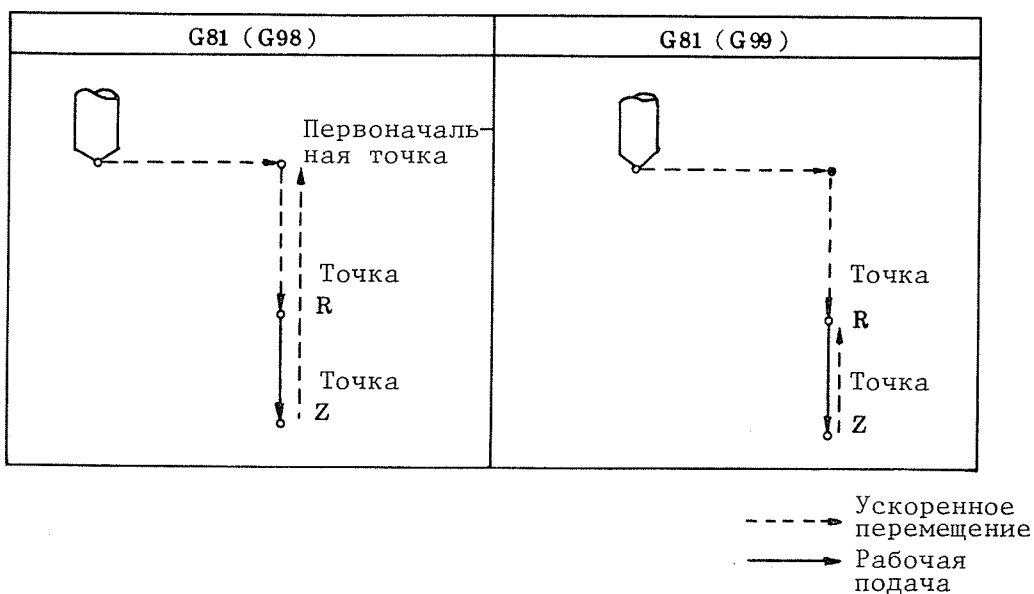 G81 (G98)
G81 (G99)
Первоначаль-
ная точка
Точка
R
Точка
Z
Точка
R
Точка
Z
Ускоренное
перемещение
Рабочая
подача